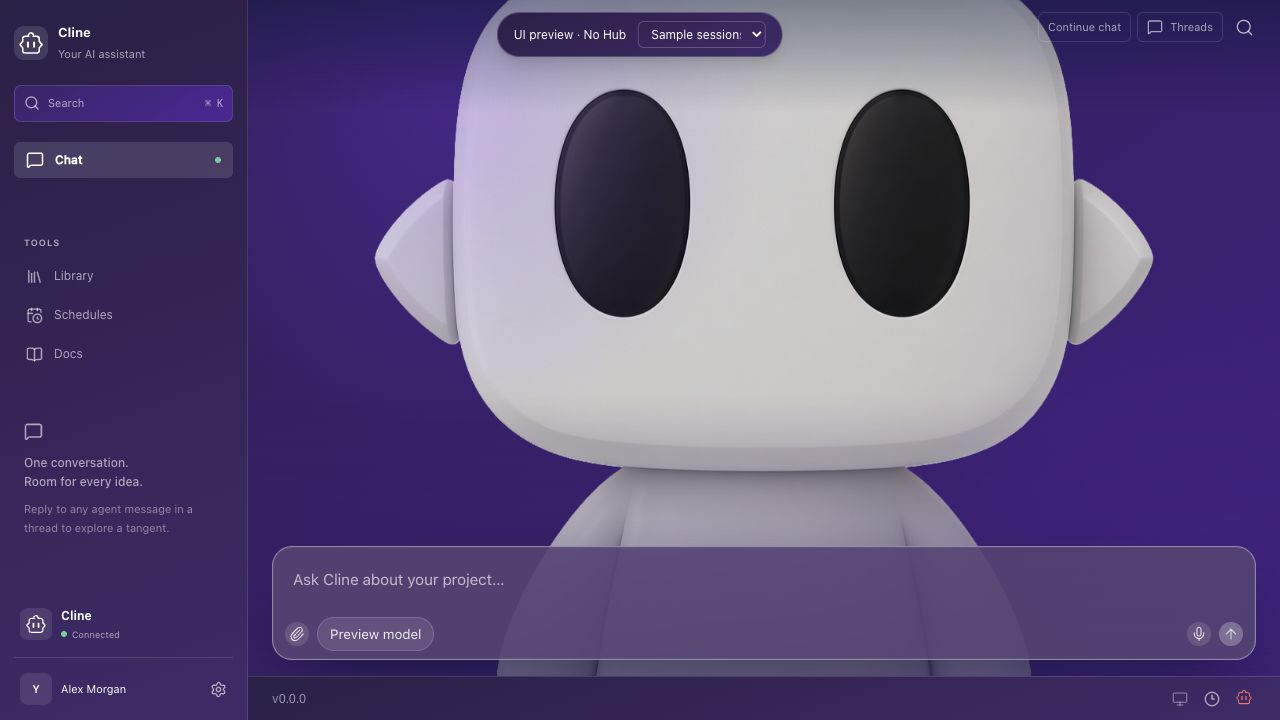 Cline
Your AI assistant
Search
⌘ K
Chat
TOOLS
Library
Schedules
Docs
One conversation.
Room for every idea.
Reply to any agent message in a
thread to explore a tangent.
Cline
Connected
Y
Alex Morgan
UI preview · No Hub
Sample session
Continue chat
Threads
Ask Cline about your project...
Preview model
v0.0.0